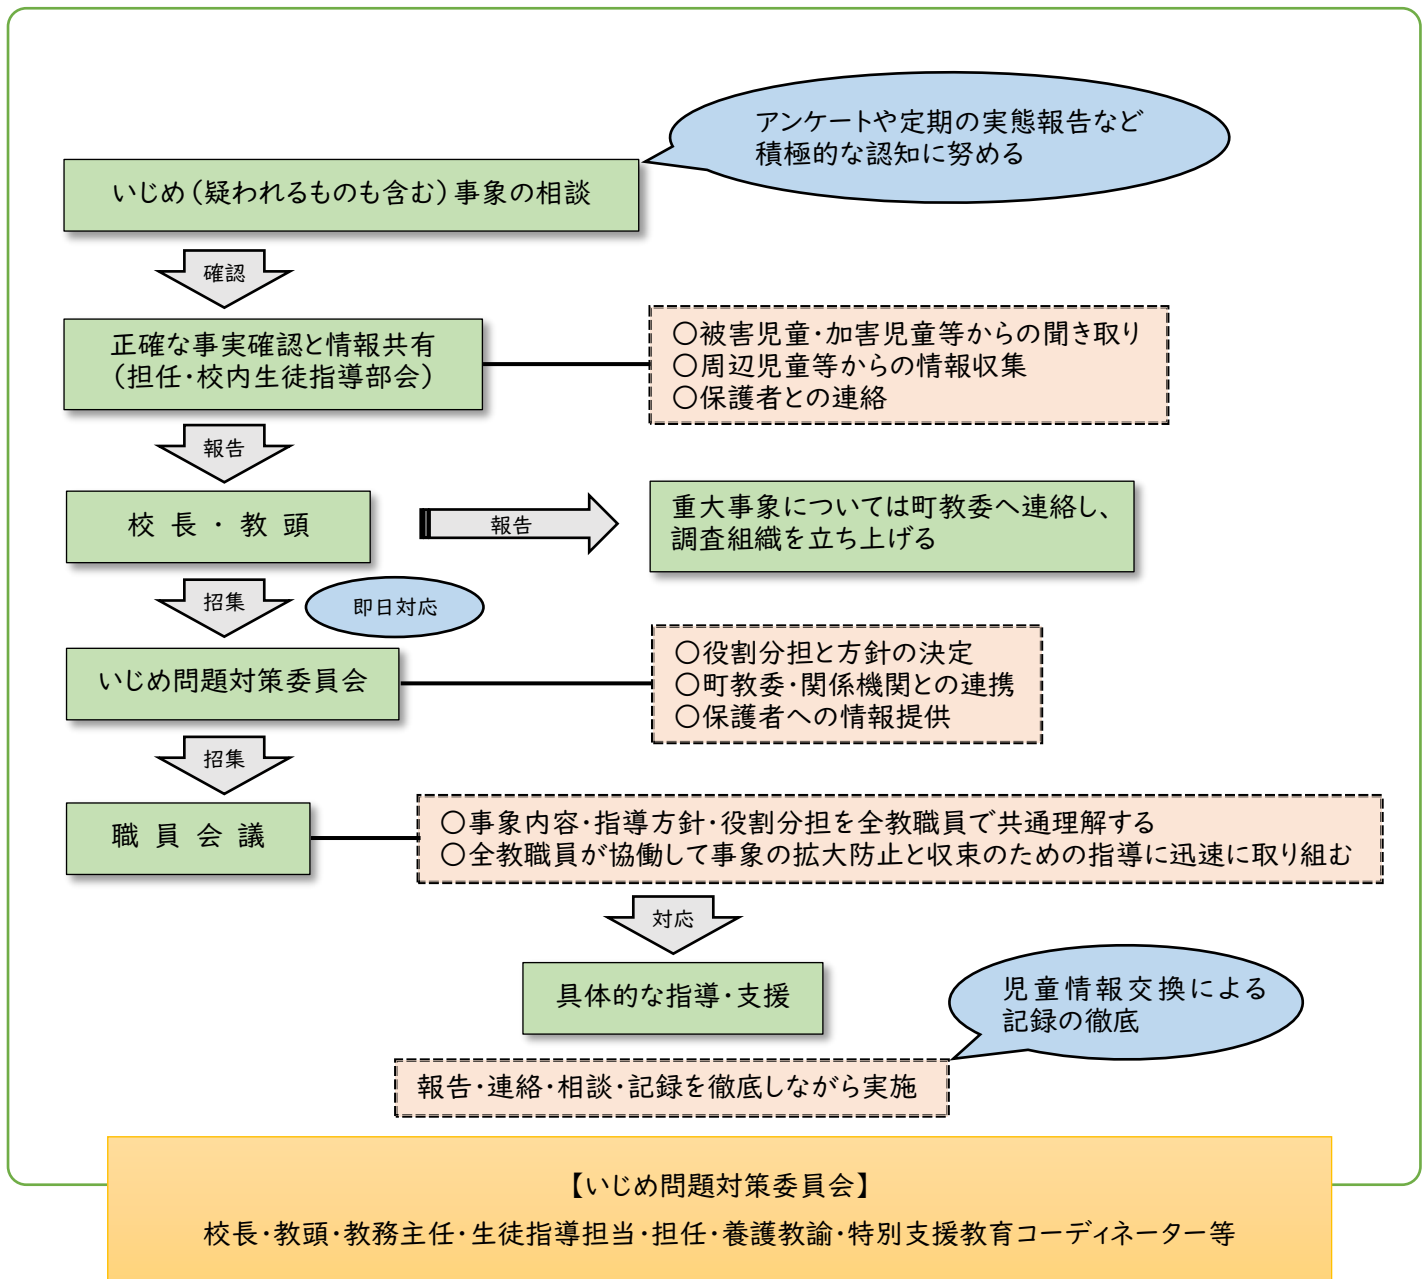 アンケートや定期の実態報告など
積極的な認知に努める
いじめ(疑われるものも含む)事象の相談
確認
正確な事実確認と情報共有
(担任・校内生徒指導部会)
○被害児童・加害児童等からの聞き取り
○周辺児童等からの情報収集
○保護者との連絡
報告
校長・教頭
報告
重大事象については町教委へ連絡し、
調査組織を立ち上げる
招集
即日対応
いじめ問題対策委員会
○役割分担と方針の決定
○町教委・関係機関との連携
○保護者への情報提供
招集
職員会議
○事象内容・指導方針・役割分担を全教職員で共通理解する
○全教職員が協働して事象の拡大防止と収束のための指導に迅速に取り組む
対応
具体的な指導・支援
児童情報交換による
記録の徹底
報告・連絡・相談・記録を徹底しながら実施
【いじめ問題対策委員会】
校長・教頭・教務主任・生徒指導担当・担任・養護教諭・特別支援教育コーディネーター等